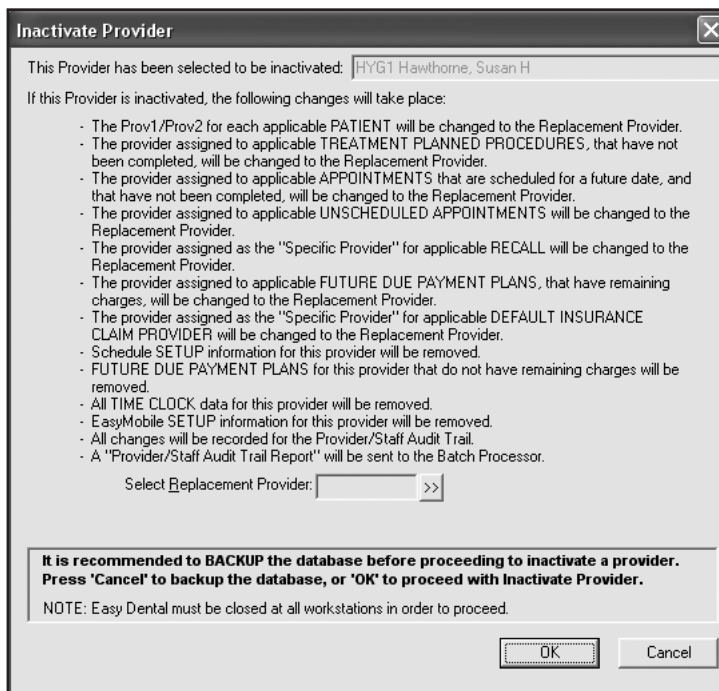 Inactivate Provider
This Provider has been selected to be inactivated: HYG1 Hawthorne, Susan H
If this Provider is inactivated, the following changes will take place:
- The Prov1/Prov2 for each applicable PATIENT will be changed to the Replacement Provider.
- The provider assigned to applicable TREATMENT PLANNED PROCEDURES, that have not
been completed, will be changed to the Replacement Provider.
- The provider assigned to applicable APPOINTMENTS that are scheduled for a future date, and
that have not been completed, will be changed to the Replacement Provider.
- The provider assigned to applicable UNSCHEDULED APPOINTMENTS will be changed to the
Replacement Provider.
- The provider assigned as the "Specific Provider" for applicable RECALL will be changed to the
Replacement Provider.
- The provider assigned to applicable FUTURE DUE PAYMENT PLANS, that have remaining
charges, will be changed to the Replacement Provider.
- The provider assigned as the "Specific Provider" for applicable DEFAULT INSURANCE
CLAIM PROVIDER will be changed to the Replacement Provider.
- Schedule SETUP information for this provider will be removed.
- FUTURE DUE PAYMENT PLANS for this provider that do not have remaining charges will be
removed.
- All TIME CLOCK data for this provider will be removed.
- EasyMobile SETUP information for this provider will be removed.
- All changes will be recorded for the Provider/Staff Audit Trail.
- A "Provider/Staff Audit Trail Report" will be sent to the Batch Processor.
Select Replacement Provider: >>
It is recommended to BACKUP the database before proceeding to inactivate a provider.
Press 'Cancel' to backup the database, or 'OK' to proceed with Inactivate Provider.
NOTE: Easy Dental must be closed at all workstations in order to proceed.
OK Cancel